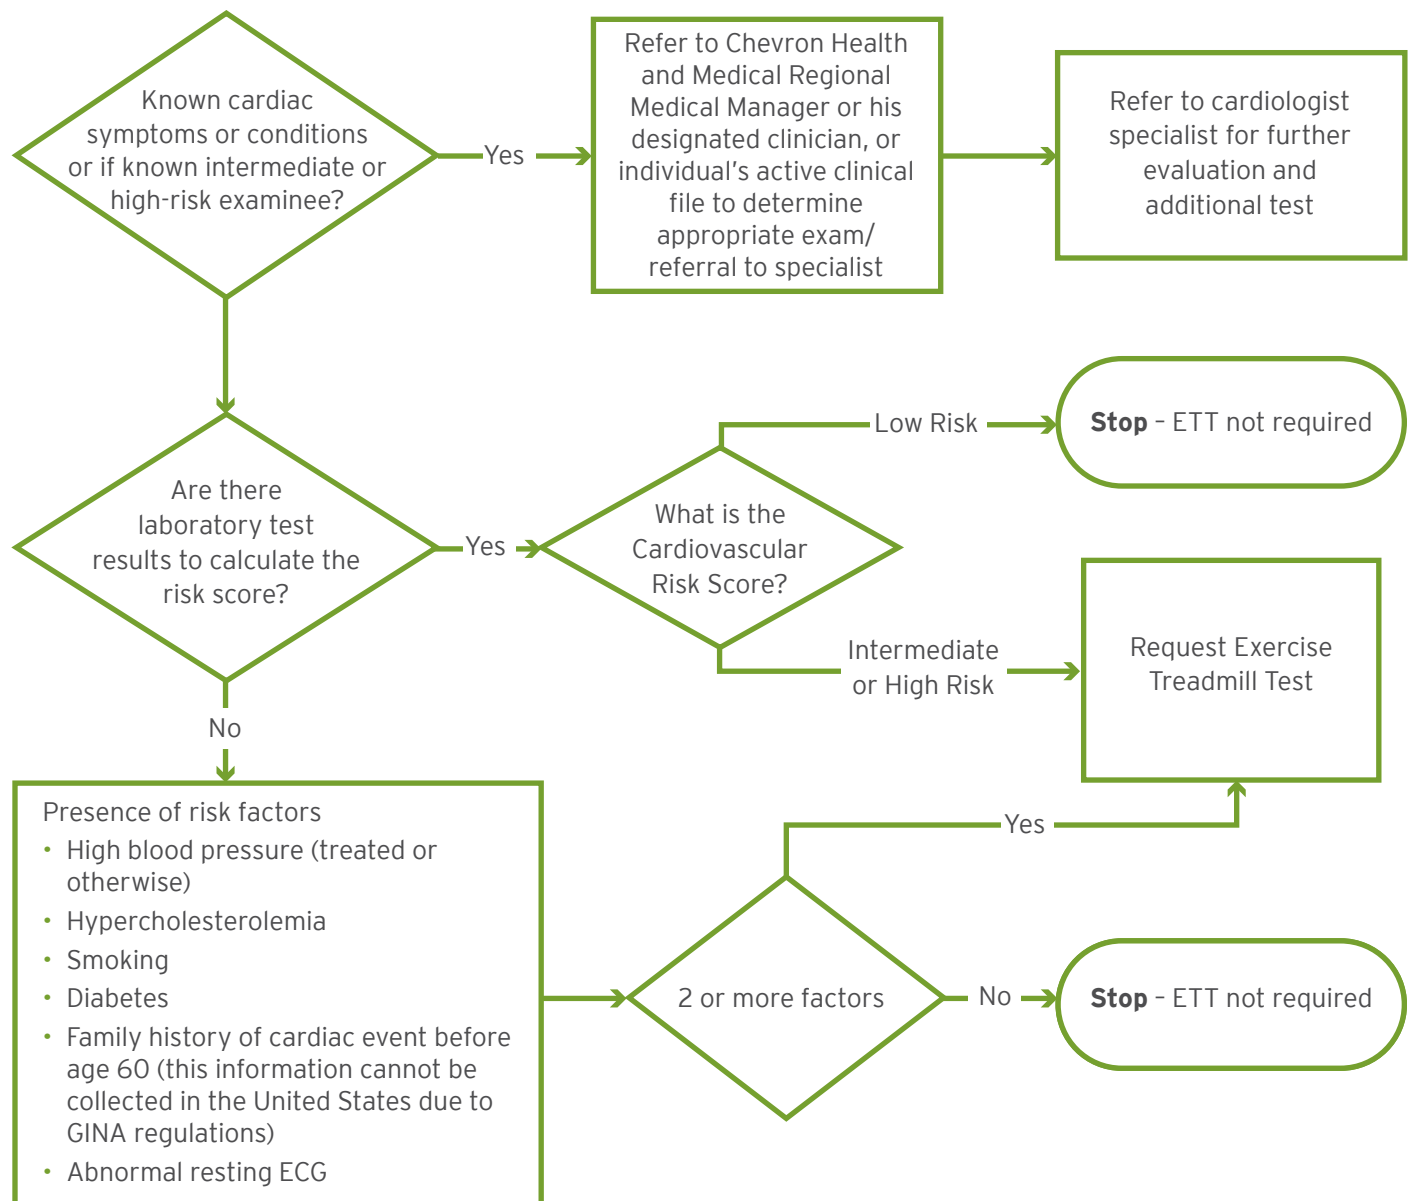 Known cardiac
symptoms or conditions
or if known intermediate or
high-risk examinee?
Yes
Refer to Chevron Health
and Medical Regional
Medical Manager or his
designated clinician, or
individual’s active clinical
file to determine
appropriate exam/
referral to specialist
Refer to cardiologist
specialist for further
evaluation and
additional test
Are there
laboratory test
results to calculate the
risk score?
Yes
What is the
Cardiovascular
Risk Score?
Low Risk
Stop – ETT not required
Intermediate
or High Risk
Request Exercise
Treadmill Test
No
Presence of risk factors
• High blood pressure (treated or
otherwise)
• Hypercholesterolemia
• Smoking
• Diabetes
• Family history of cardiac event before
age 60 (this information cannot be
collected in the United States due to
GINA regulations)
• Abnormal resting ECG
2 or more factors
Yes
No
Stop – ETT not required